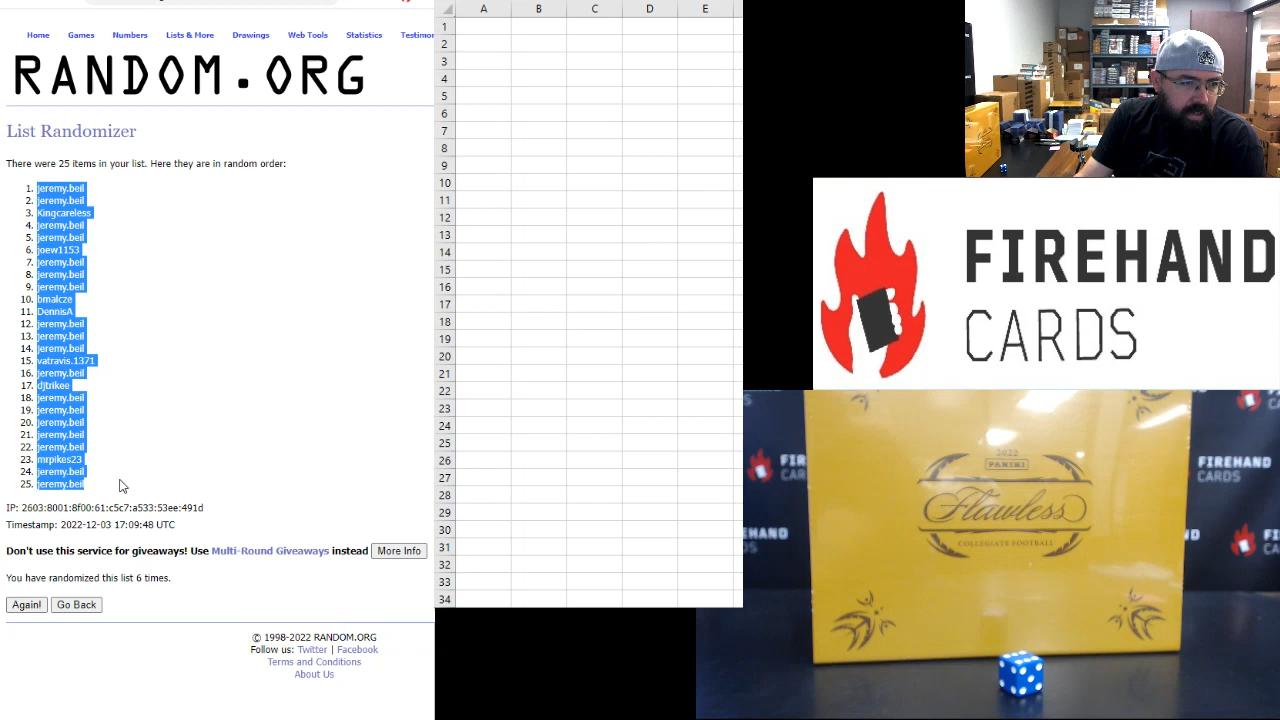 Home Games Numbers Lists & More Drawings Web Tools Statistics Testimor
RANDOM.ORG
List Randomizer
There were 25 items in your list. Here they are in random order:
1. jeremy.beil
2. jeremy.beil
3. Kingcareless
4. jeremy.beil
5. jeremy.beil
6. joew1153
7. jeremy.beil
8. jeremy.beil
9. jeremy.beil
10. bmalcze
11. DennisA
12. jeremy.beil
13. jeremy.beil
14. jeremy.beil
15. vatravis.1371
16. jeremy.beil
17. djtrikee
18. jeremy.beil
19. jeremy.beil
20. jeremy.beil
21. jeremy.beil
22. jeremy.beil
23. mrpikes23
24. jeremy.beil
25. jeremy.beil
IP: 2603:8001:8f00:61:c5c7:a533:53ee:491d
Timestamp: 2022-12-03 17:09:48 UTC
Don't use this service for giveaways! Use Multi-Round Giveaways instead More Info
You have randomized this list 6 times.
Again! Go Back
© 1998-2022 RANDOM.ORG
Follow us: Twitter | Facebook
Terms and Conditions
About Us
A B C D E
1
2
3
4
5
6
7
8
9
10
11
12
13
14
15
16
17
18
19
20
21
22
23
24
25
26
27
28
29
30
31
32
33
34
FIREHAND
CARDS
2022
PANINI
Flawless
COLLEGIATE FOOTBALL
FIREHAND
CARDS